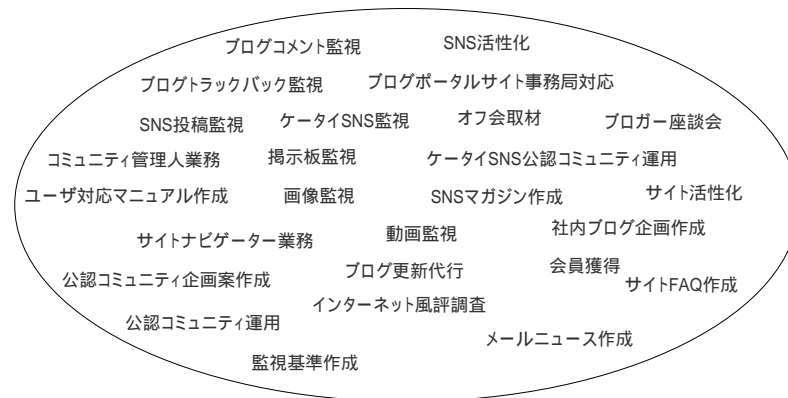 ブログコメント監視
SNS活性化
ブログトラックバック監視
ブログポータルサイト事務局対応
SNS投稿監視
ケータイSNS監視
オフ会取材
ブロガー座談会
コミュニティ管理人業務
掲示板監視
ケータイSNS公認コミュニティ運用
ユーザ対応マニュアル作成
画像監視
SNSマガジン作成
サイト活性化
サイトナビゲーター業務
動画監視
社内ブログ企画作成
公認コミュニティ企画案作成
ブログ更新代行
会員獲得
サイトFAQ作成
インターネット風評調査
公認コミュニティ運用
メールニュース作成
監視基準作成